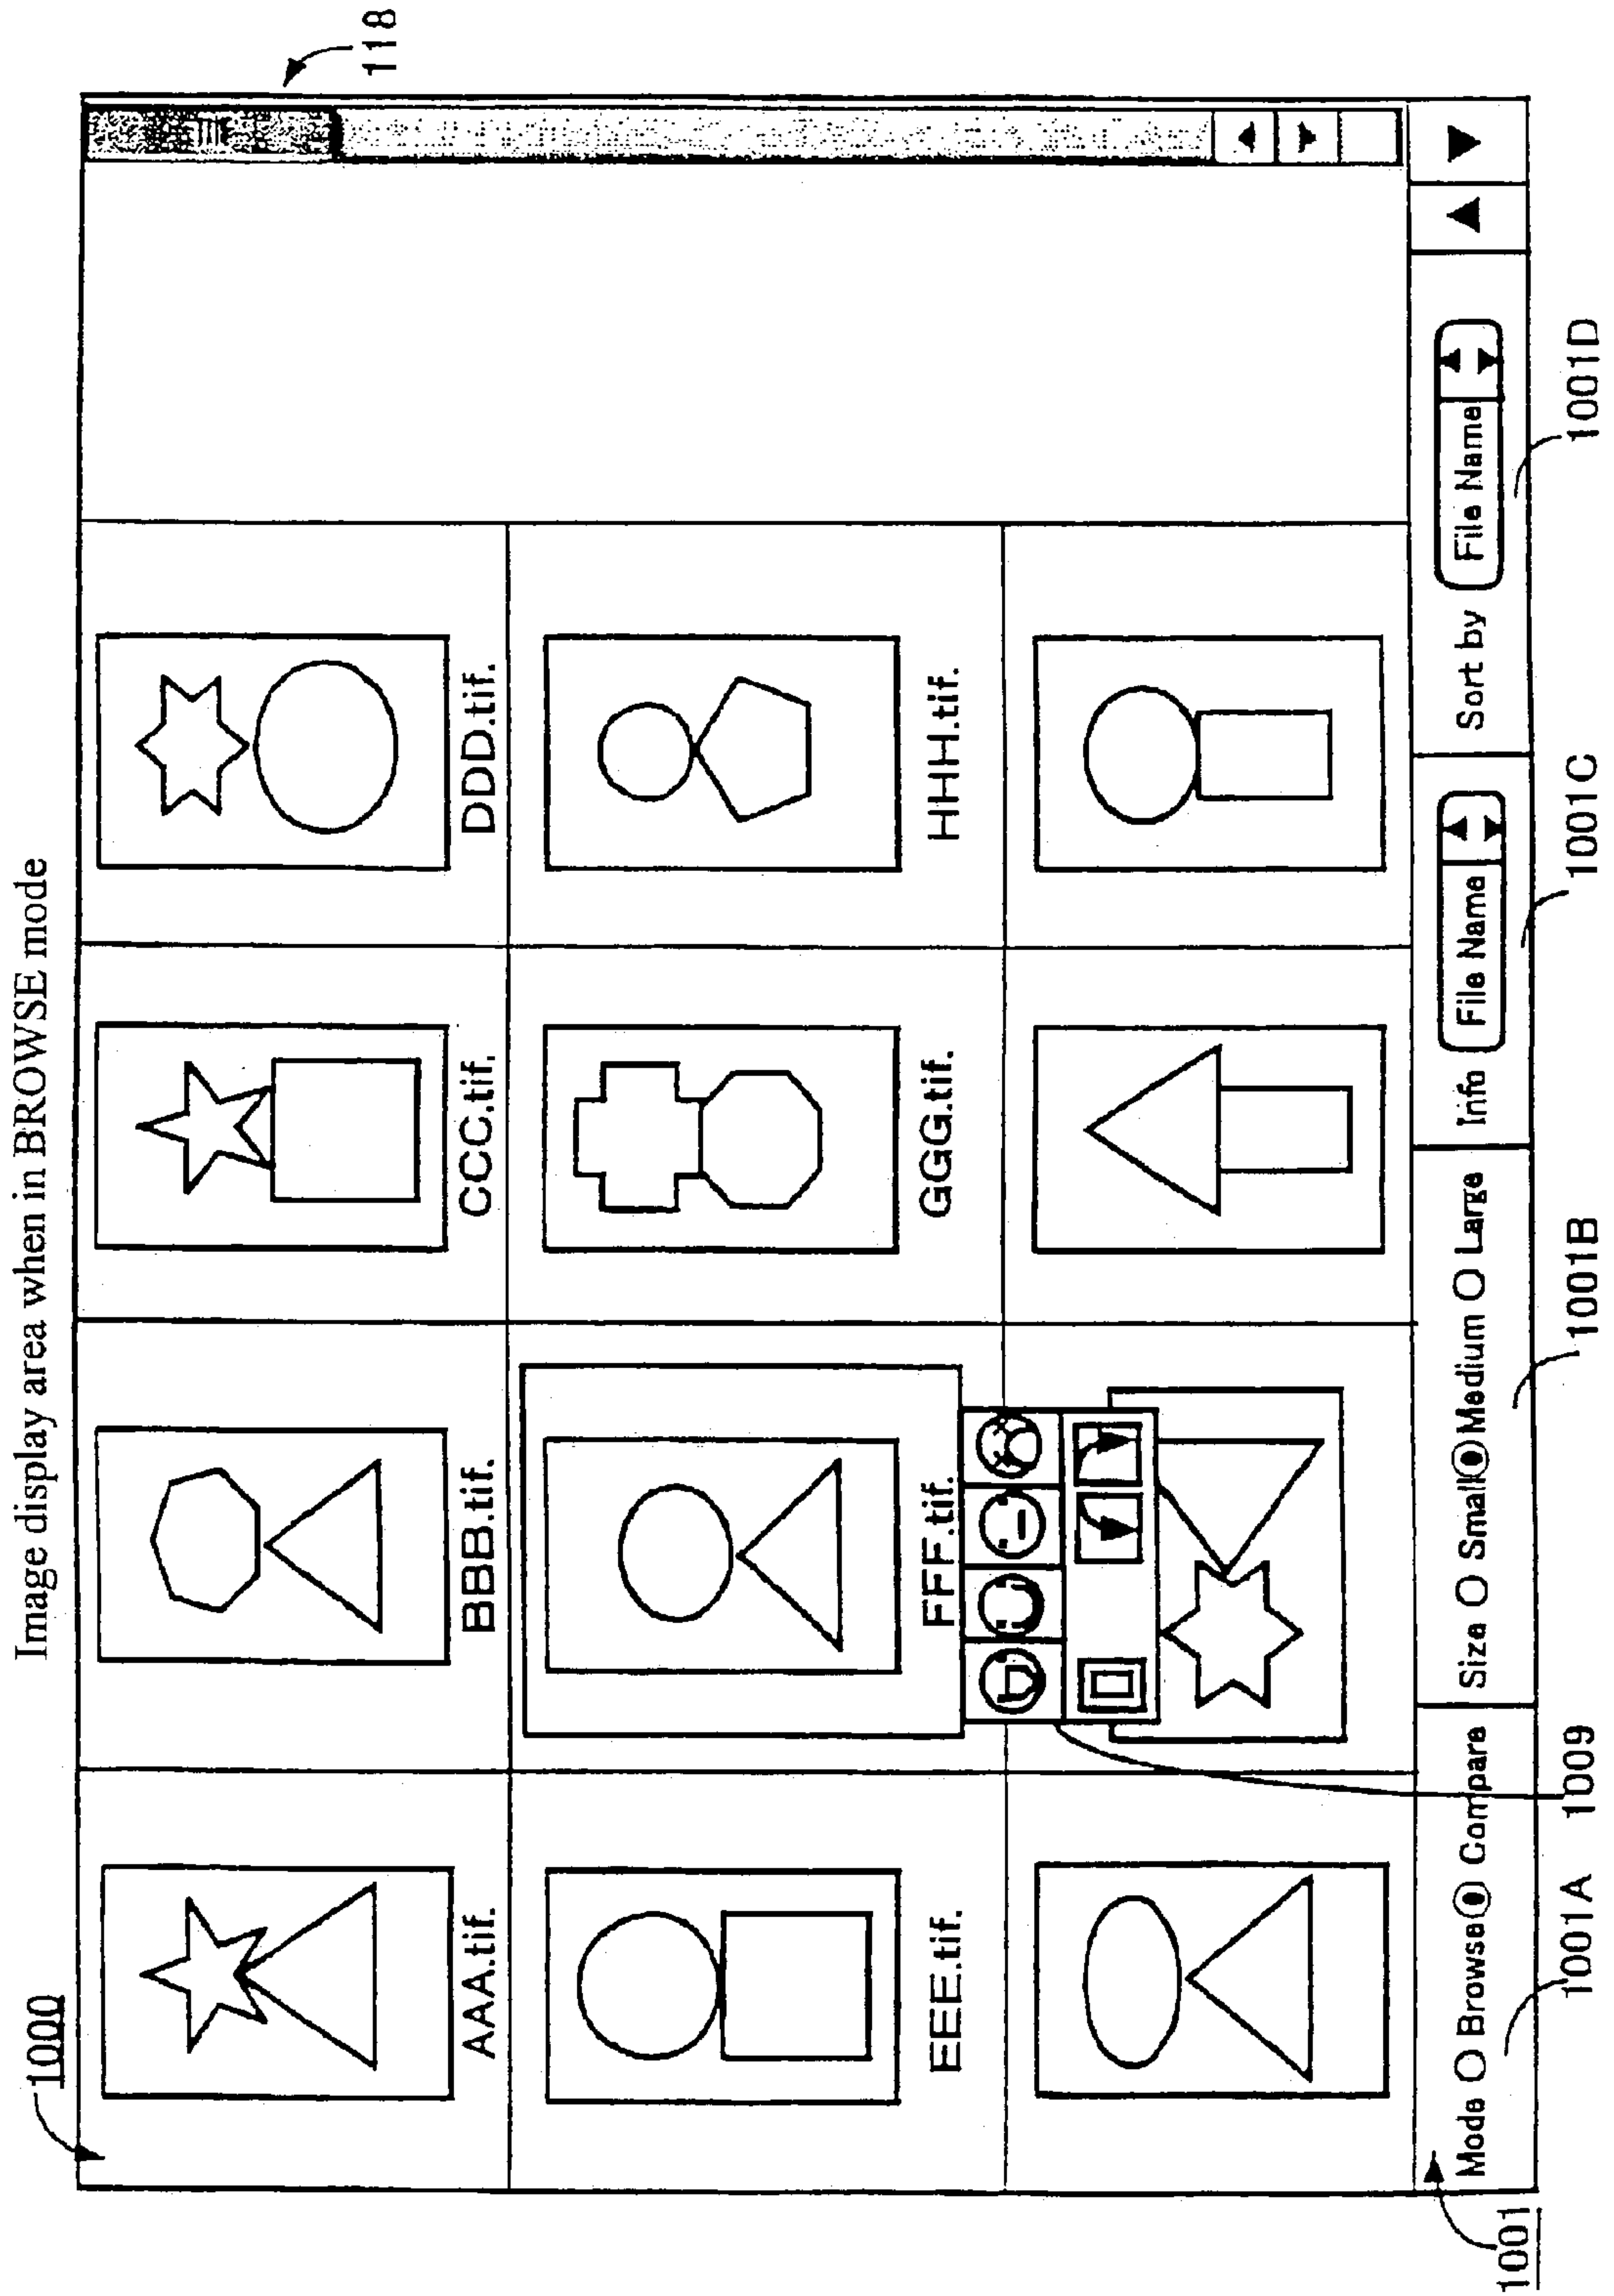 Image display area when in BROWSE mode
1000
118
AAA.tif.
BBB.tif.
CCC.tif.
DDD.tif.
EEE.tif.
FFF.tif.
GGG.tif.
HHH.tif.
Mode Browse Compare
Size Small Medium Large
Info File Name
Sort by File Name
1001
1001A
1009
1001B
1001C
1001D